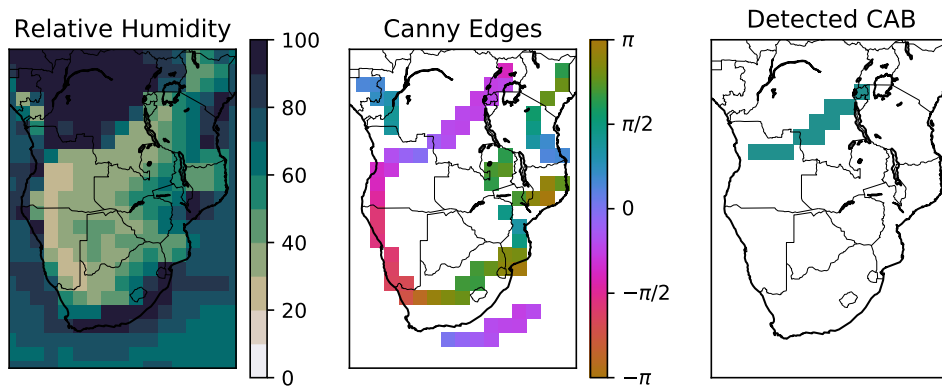 Relative Humidity
100
80
60
40
20
0
Canny Edges
π
π/2
0
−π/2
−π
Detected CAB